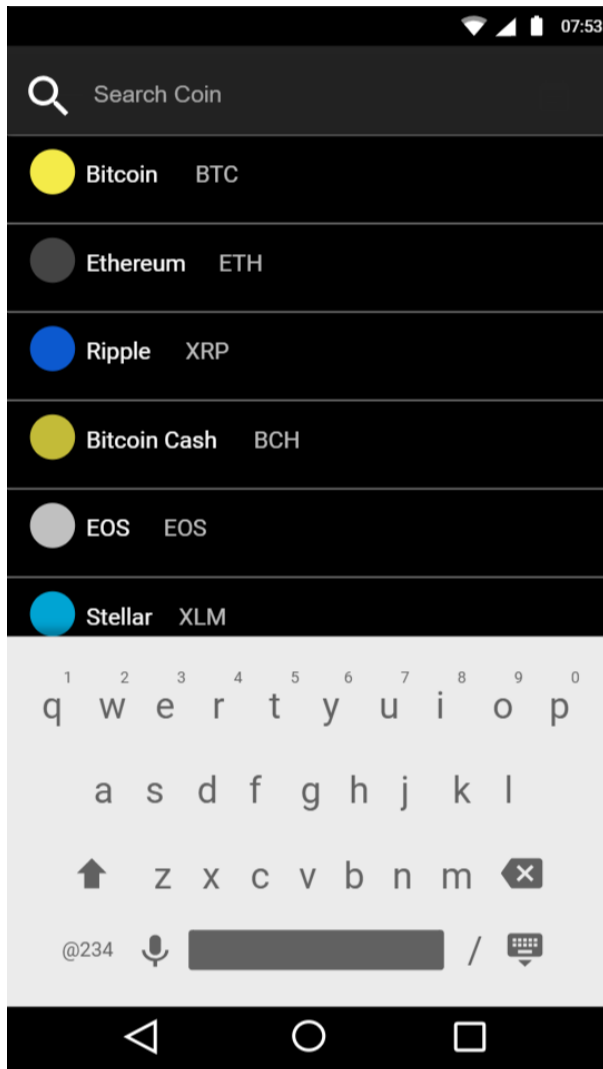 07:53
Search Coin
Bitcoin BTC
Ethereum ETH
Ripple XRP
Bitcoin Cash BCH
EOS EOS
Stellar XLM
1 2 3 4 5 6 7 8 9 0
q w e r t y u i o p
a s d f g h j k l
z x c v b n m
@234 /